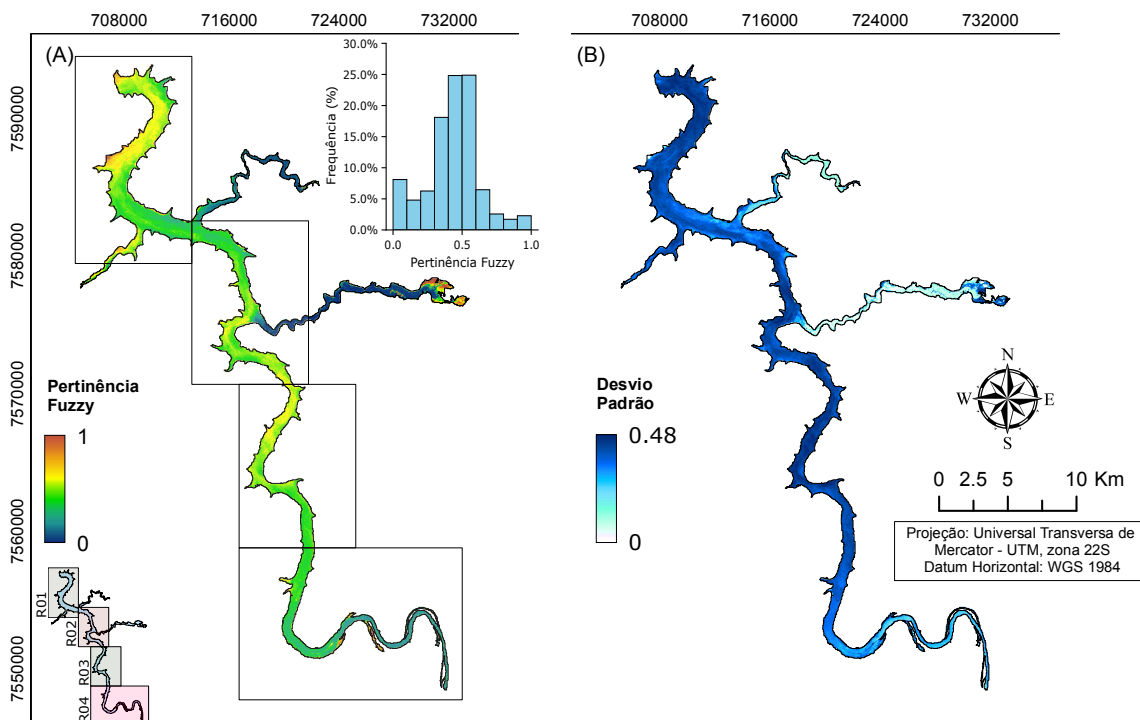 708000 716000 724000 732000
708000 716000 724000 732000
(A)
(B)
30.0%
25.0%
20.0%
15.0%
10.0%
5.0%
0.0%
Frequência (%)
0.0 0.5 1.0
Pertinência Fuzzy
7590000
7580000
7570000
7560000
7550000
Pertinência
Fuzzy
1
0
R01
R02
R03
R04
Desvio
Padrão
0.48
0
N
W E
S
0 2.5 5 10 Km
Projeção: Universal Transversa de
Mercator - UTM, zona 22S
Datum Horizontal: WGS 1984